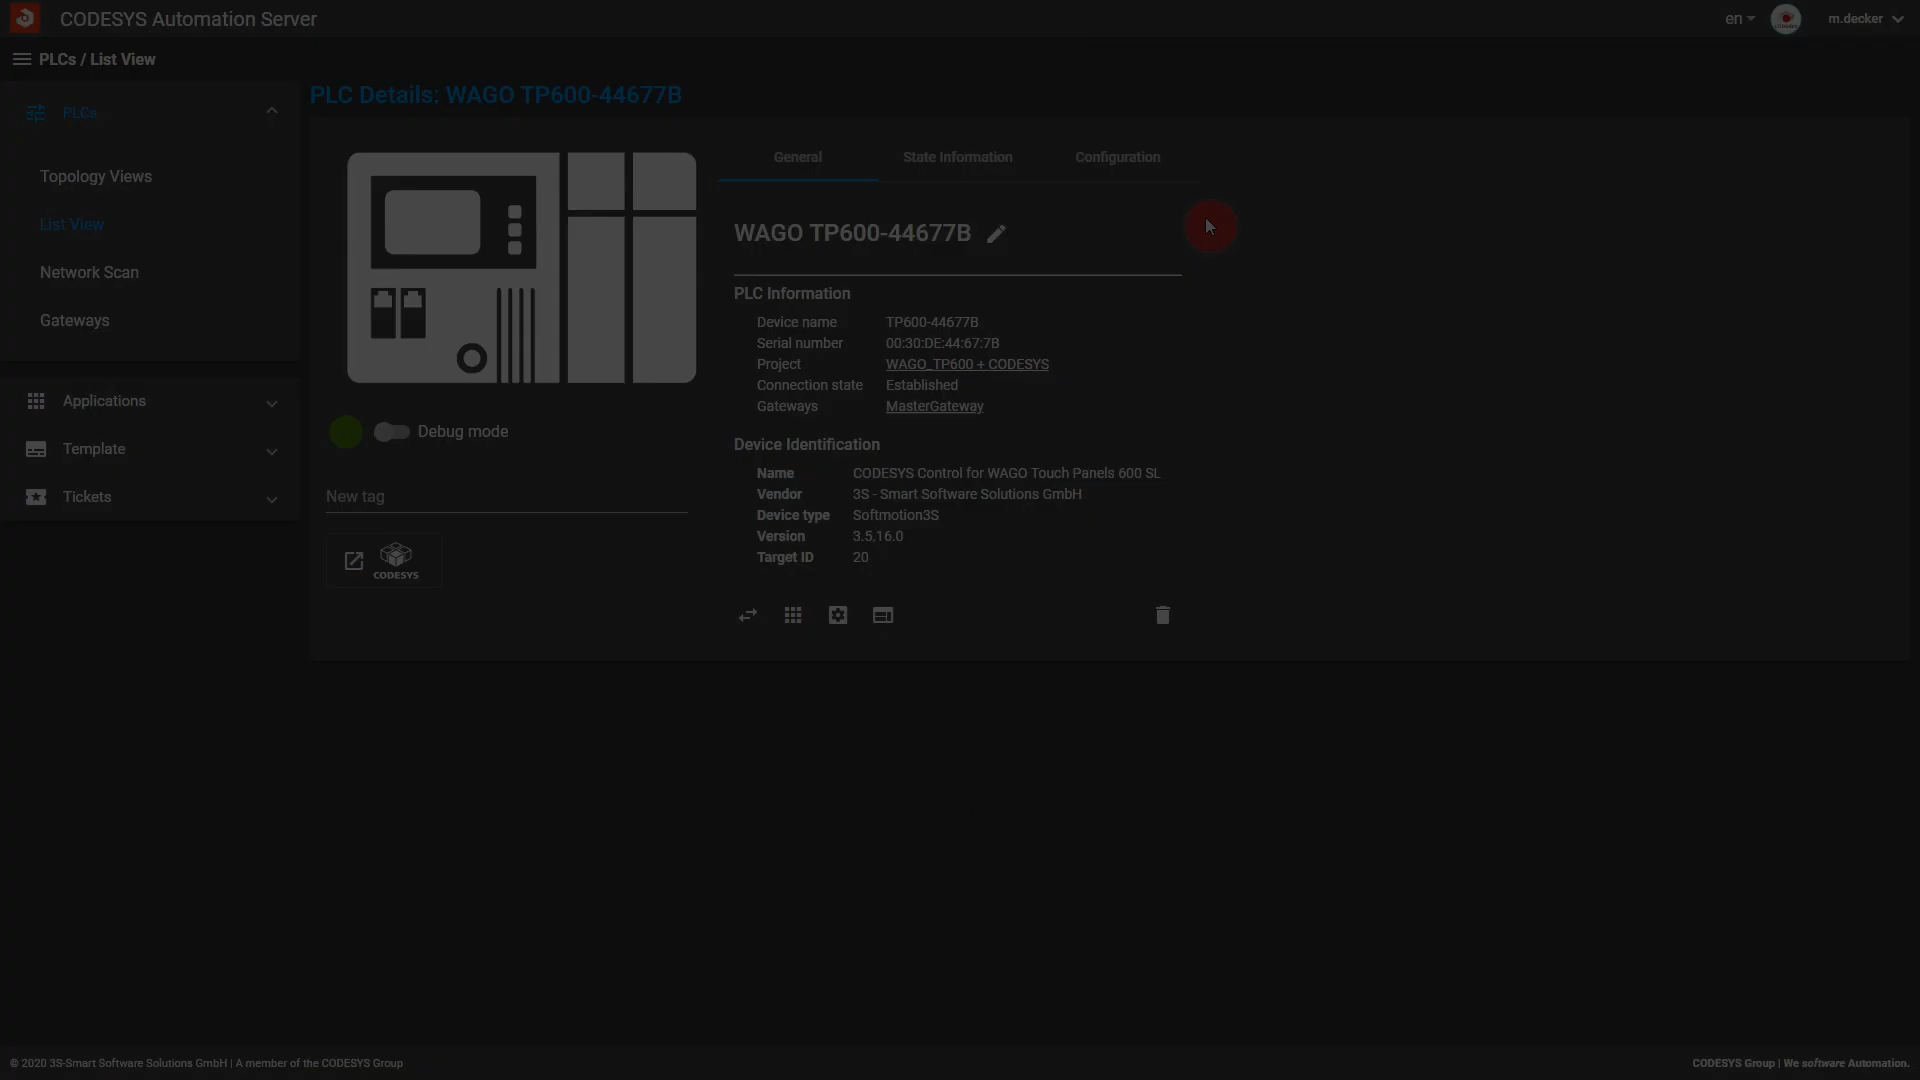 CODESYS Automation Server
en
m.decker
PLCs / List View
PLC Details: WAGO TP600-44677B
PLCs
Topology Views
List View
Network Scan
Gateways
Applications
Template
Tickets
Debug mode
New tag
CODESYS
General State Information Configuration
WAGO TP600-44677B
PLC Information
Device name TP600-44677B
Serial number 00:30:DE:44:67:7B
Project WAGO_TP600 + CODESYS
Connection state Established
Gateways MasterGateway
Device Identification
Name CODESYS Control for WAGO Touch Panels 600 SL
Vendor 3S - Smart Software Solutions GmbH
Device type Softmotion3S
Version 3.5.16.0
Target ID 20
© 2020 3S-Smart Software Solutions GmbH | A member of the CODESYS Group
CODESYS Group | We software Automation.